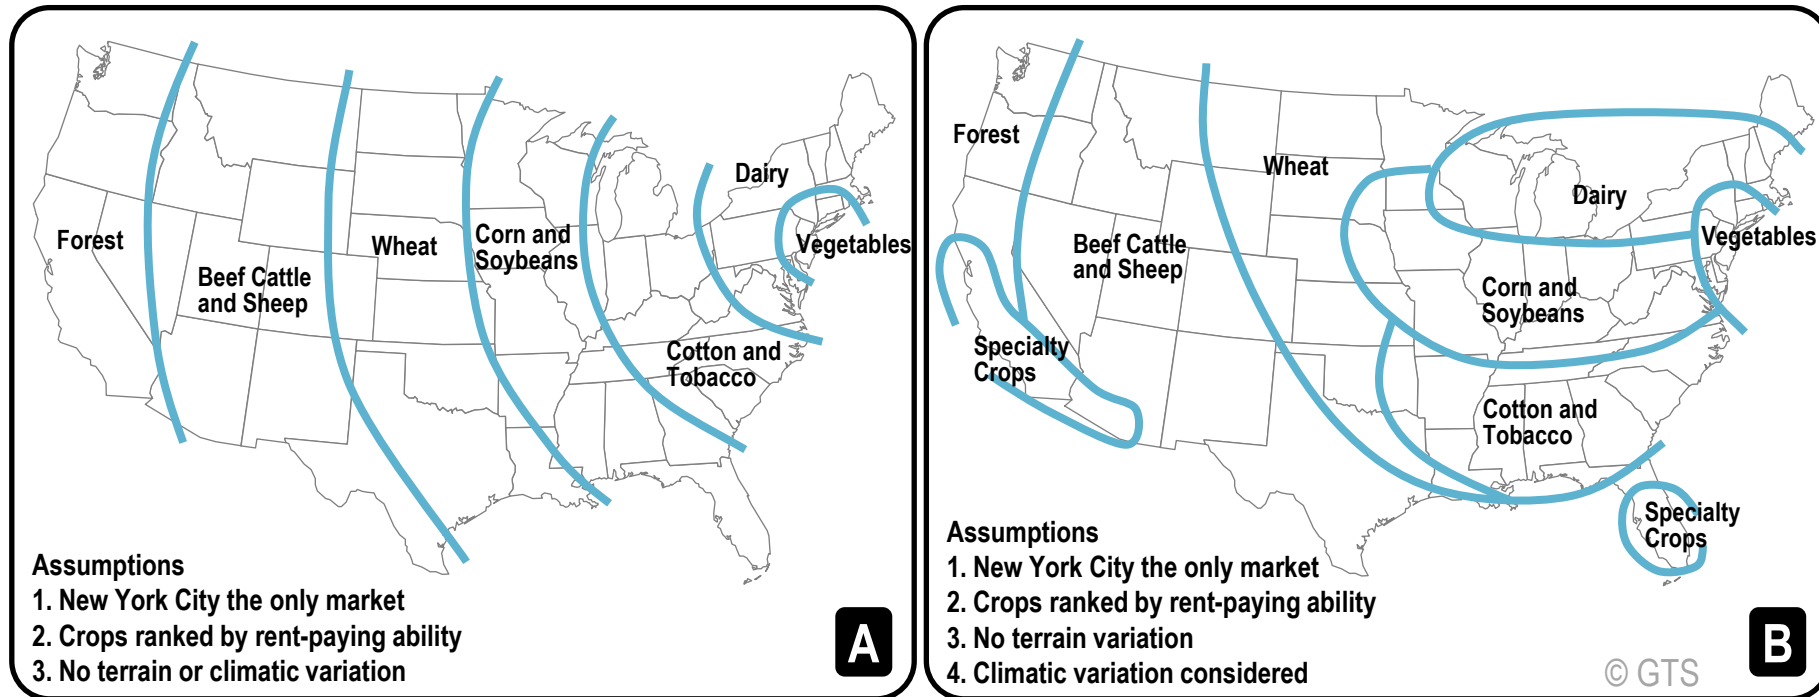 Forest
Beef Cattle
and Sheep
Wheat
Corn and
Soybeans
Dairy
Vegetables
Cotton and
Tobacco
Assumptions
1. New York City the only market
2. Crops ranked by rent-paying ability
3. No terrain or climatic variation
A
Forest
Wheat
Dairy
Beef Cattle
and Sheep
Vegetables
Corn and
Soybeans
Specialty
Crops
Cotton and
Tobacco
Specialty
Crops
Assumptions
1. New York City the only market
2. Crops ranked by rent-paying ability
3. No terrain variation
4. Climatic variation considered
© GTS
B